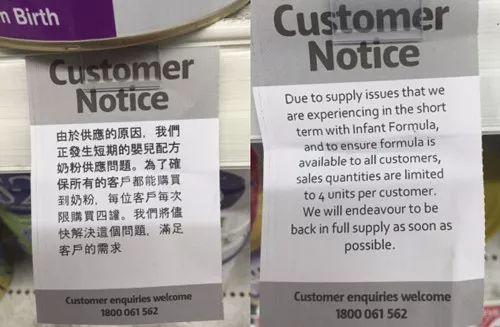 m Birth
Customer
Notice
由於供應的原因，我們
正發生短期的嬰兒配方
奶粉供應問題。為了確
保所有的客戶都能購買
到奶粉，每位客戶每次
限購買四罐。我們將儘
快解決這個問題，滿足
客戶的需求
Customer enquiries welcome
1800 061 562
Customer
Notice
Due to supply issues that we
are experiencing in the short
term with Infant Formula,
and to ensure formula is
available to all customers,
sales quantities are limited
to 4 units per customer.
We will endeavour to be
back in full supply as soon as
possible.
Customer enquiries welcome
1800 061 562